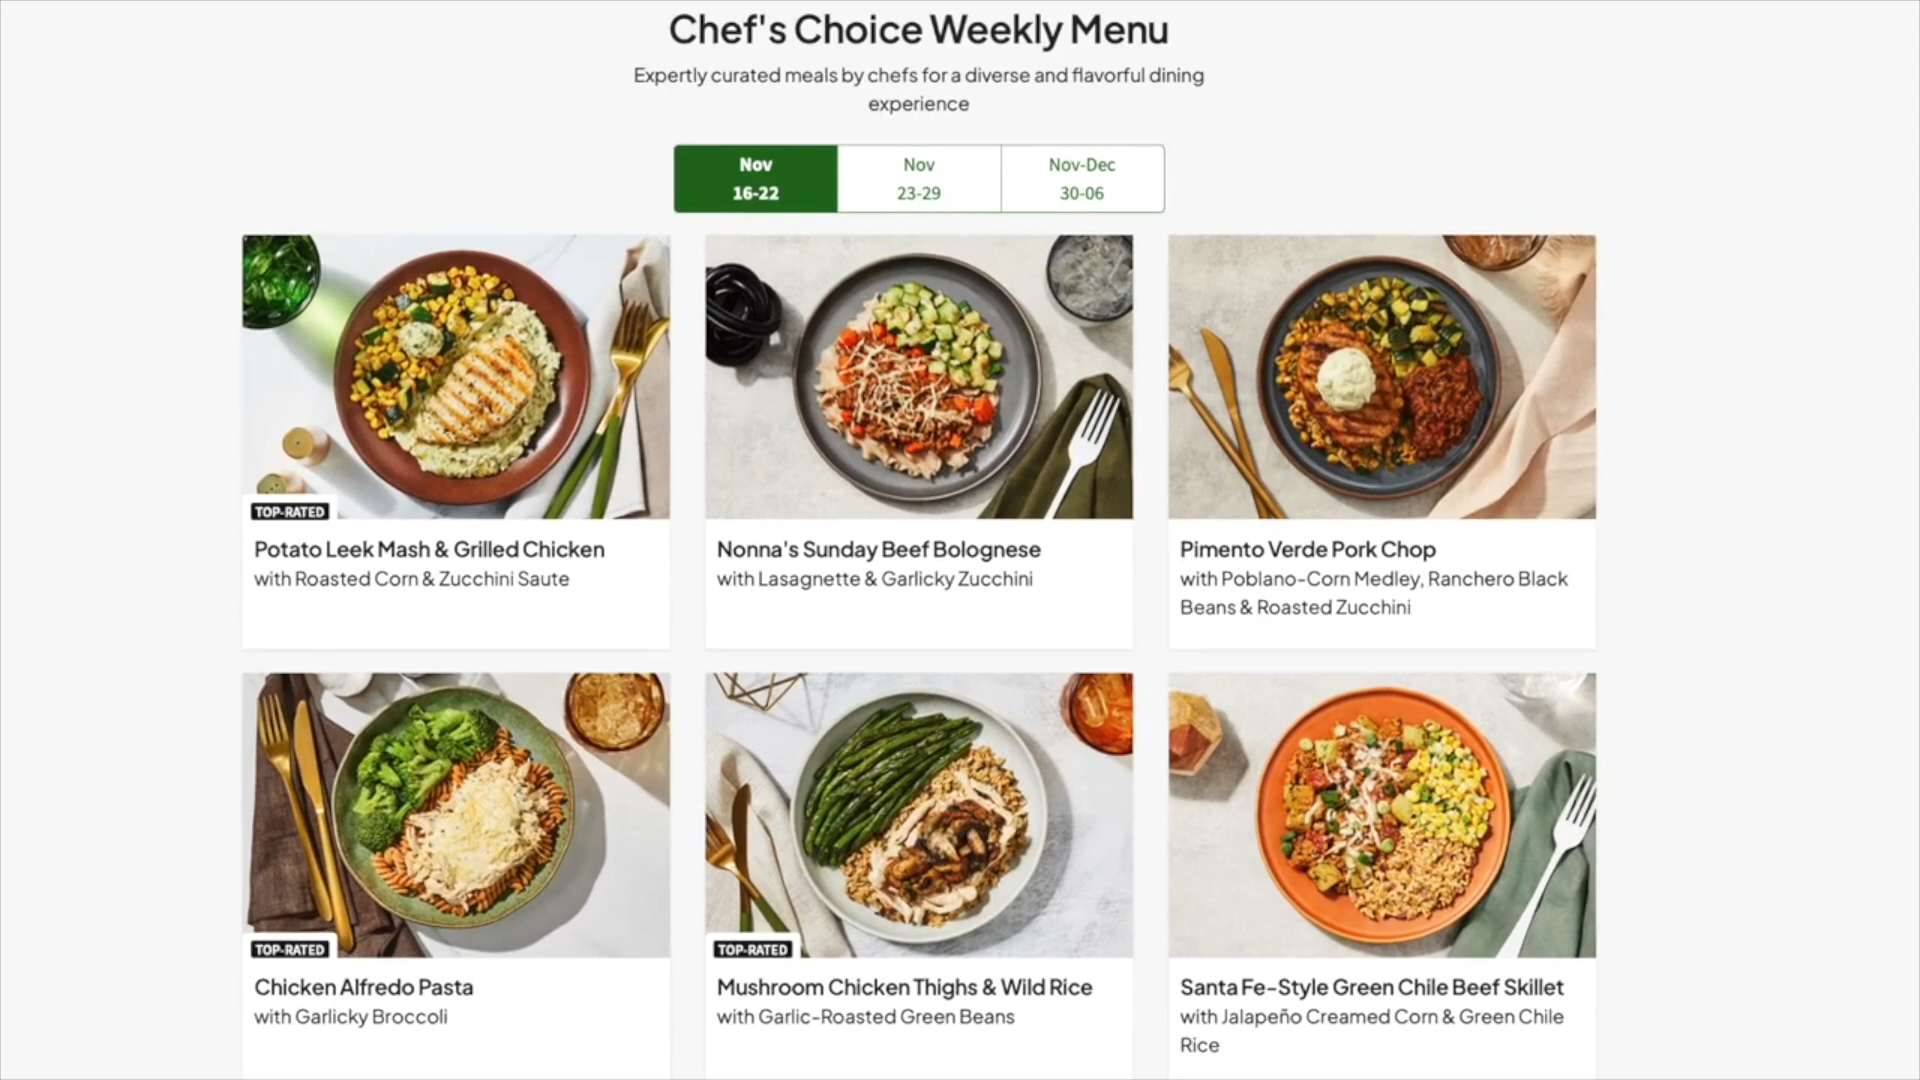 Chef's Choice Weekly Menu
Expertly curated meals by chefs for a diverse and flavorful dining
experience
Nov
16-22
Nov
23-29
Nov-Dec
30-06
TOP-RATED
Potato Leek Mash & Grilled Chicken
with Roasted Corn & Zucchini Saute
Nonna's Sunday Beef Bolognese
with Lasagnette & Garlicky Zucchini
Pimento Verde Pork Chop
with Poblano-Corn Medley, Ranchero Black
Beans & Roasted Zucchini
TOP-RATED
Chicken Alfredo Pasta
with Garlicky Broccoli
TOP-RATED
Mushroom Chicken Thighs & Wild Rice
with Garlic-Roasted Green Beans
Santa Fe-Style Green Chile Beef Skillet
with Jalapeño Creamed Corn & Green Chile
Rice